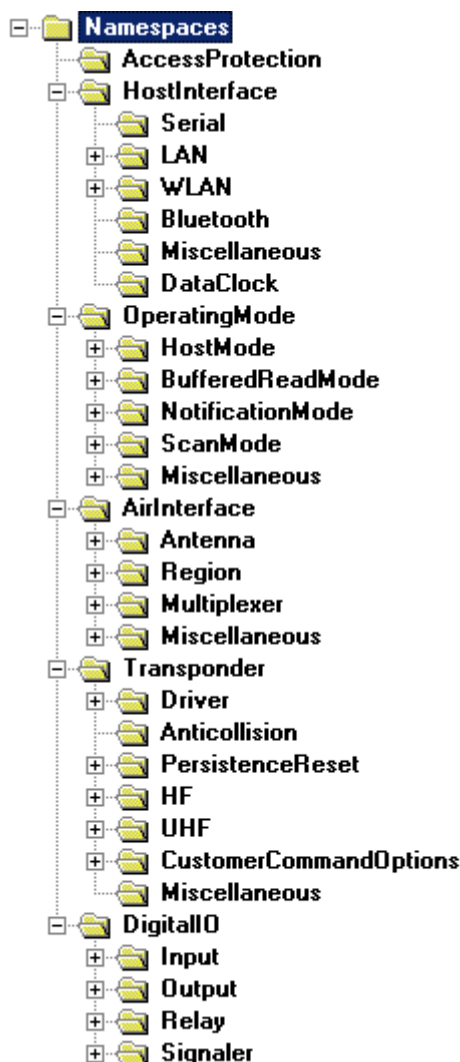 Namespaces
AccessProtection
HostInterface
Serial
LAN
WLAN
Bluetooth
Miscellaneous
DataClock
OperatingMode
HostMode
BufferedReadMode
NotificationMode
ScanMode
Miscellaneous
AirInterface
Antenna
Region
Multiplexer
Miscellaneous
Transponder
Driver
Anticollision
PersistenceReset
HF
UHF
CustomerCommandOptions
Miscellaneous
DigitalIO
Input
Output
Relay
Signaler